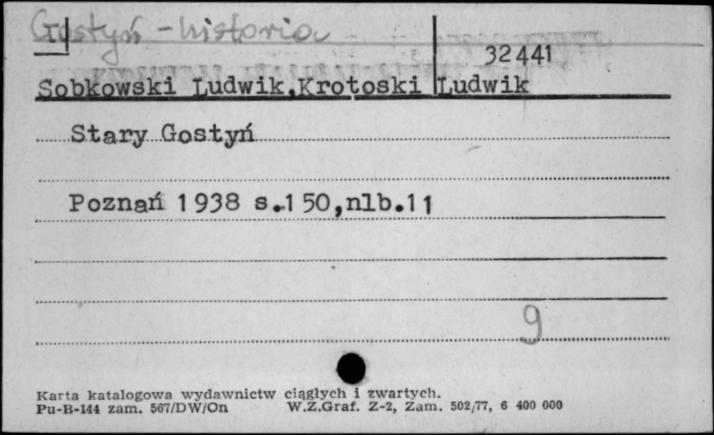 Gostyń - historia
32441
Sobkowski Ludwik,Krotoski Ludwik
Stary Gostyń
Poznań 1938 s.150,nlb.11
9
Karta katalogowa wydawnictw ciągłych i zwartych.
Pu-B-144 zam. 567/DW/On W.Z.Graf. Z-2, Zam. 502/77, 6 400 000